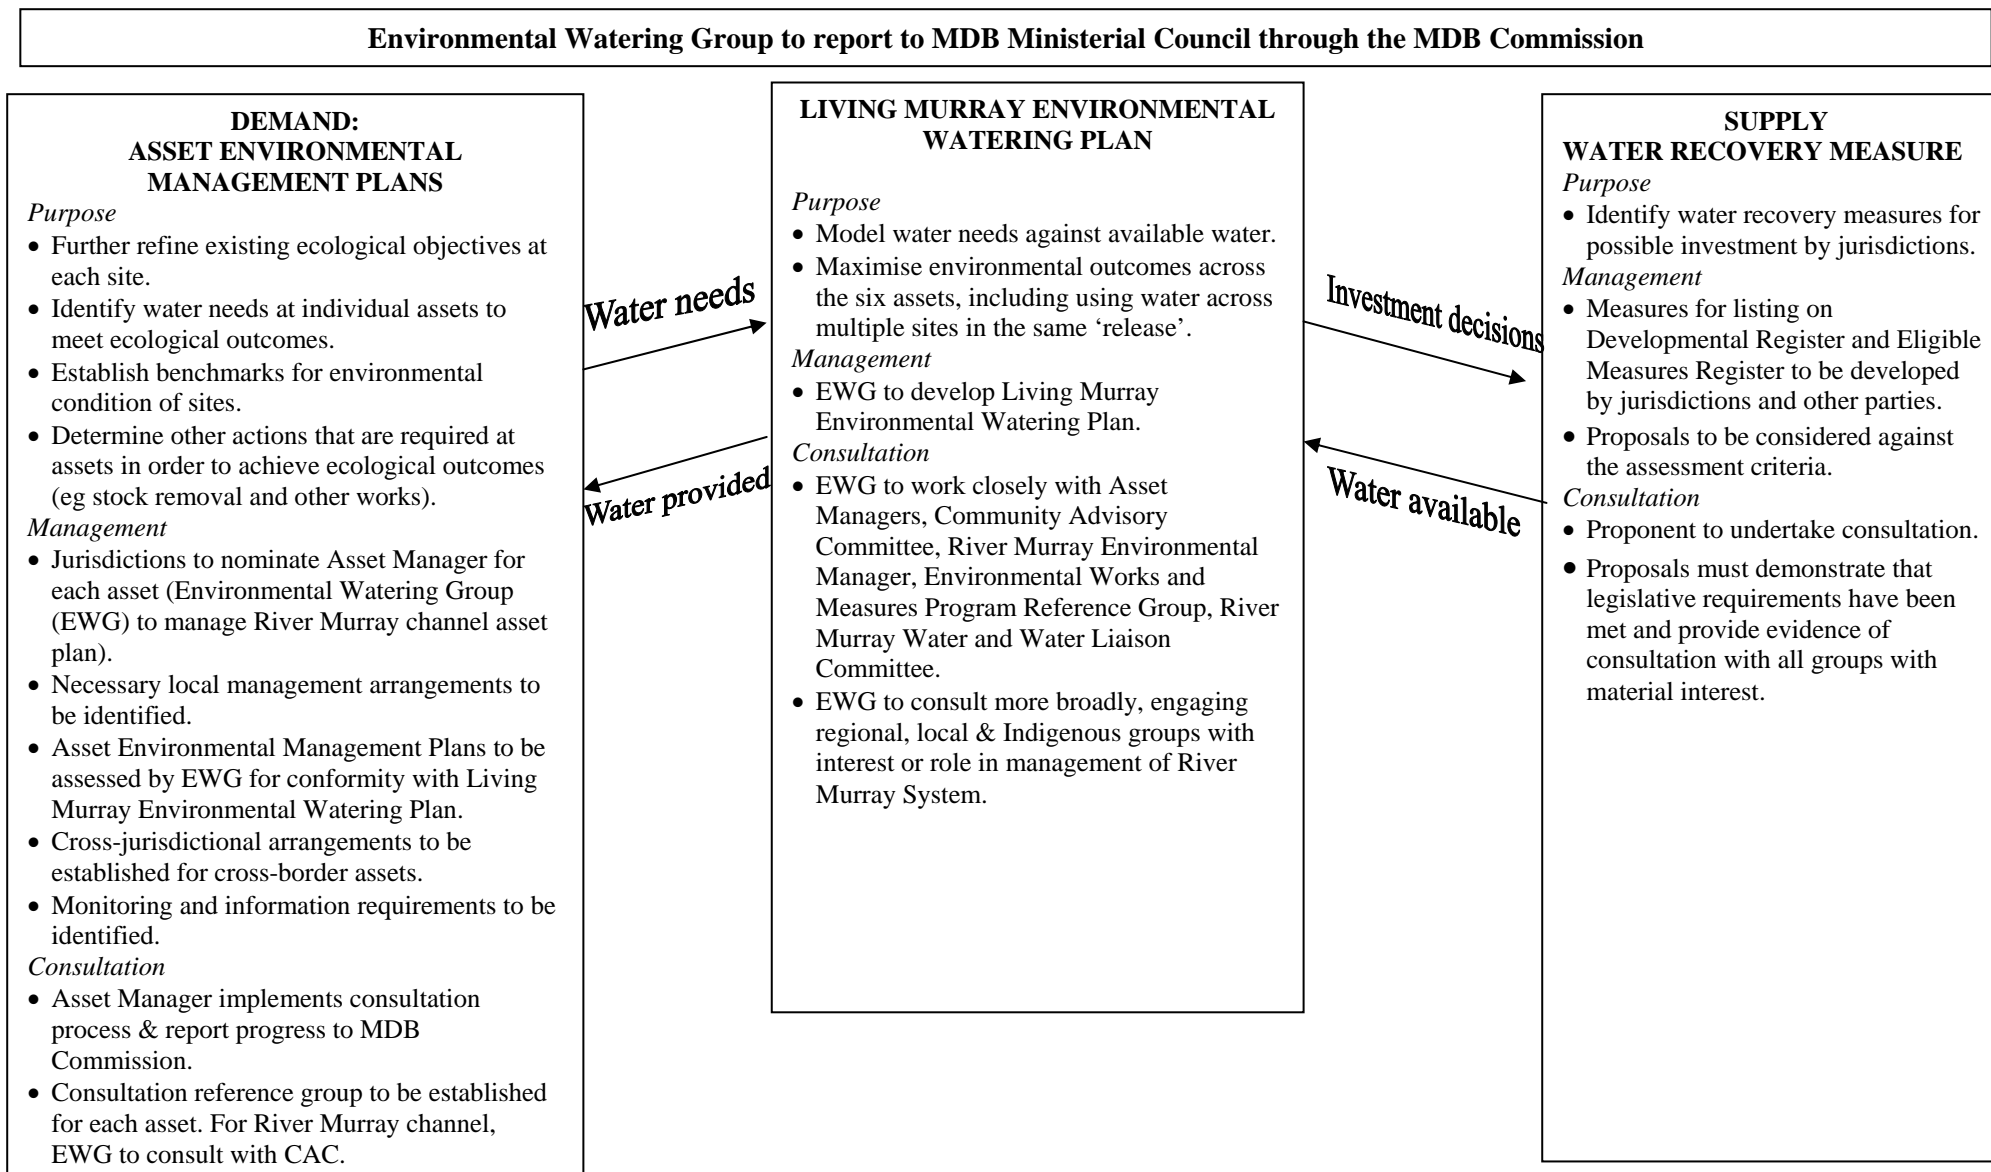 Environmental Watering Group to report to MDB Ministerial Council through the MDB Commission
DEMAND:
ASSET ENVIRONMENTAL
MANAGEMENT PLANS
Purpose
• Further refine existing ecological objectives at
each site.
• Identify water needs at individual assets to
meet ecological outcomes.
• Establish benchmarks for environmental
condition of sites.
• Determine other actions that are required at
assets in order to achieve ecological outcomes
(eg stock removal and other works).
Management
• Jurisdictions to nominate Asset Manager for
each asset (Environmental Watering Group
(EWG) to manage River Murray channel asset
plan).
• Necessary local management arrangements to
be identified.
• Asset Environmental Management Plans to be
assessed by EWG for conformity with Living
Murray Environmental Watering Plan.
• Cross-jurisdictional arrangements to be
established for cross-border assets.
• Monitoring and information requirements to be
identified.
Consultation
• Asset Manager implements consultation
process & report progress to MDB
Commission.
• Consultation reference group to be established
for each asset. For River Murray channel,
EWG to consult with CAC.
Water needs
Water provided
LIVING MURRAY ENVIRONMENTAL
WATERING PLAN
Purpose
• Model water needs against available water.
• Maximise environmental outcomes across
the six assets, including using water across
multiple sites in the same ‘release’.
Management
• EWG to develop Living Murray
Environmental Watering Plan.
Consultation
• EWG to work closely with Asset
Managers, Community Advisory
Committee, River Murray Environmental
Manager, Environmental Works and
Measures Program Reference Group, River
Murray Water and Water Liaison
Committee.
• EWG to consult more broadly, engaging
regional, local & Indigenous groups with
interest or role in management of River
Murray System.
Investment decisions
Water available
SUPPLY
WATER RECOVERY MEASURE
Purpose
• Identify water recovery measures for
possible investment by jurisdictions.
Management
• Measures for listing on
Developmental Register and Eligible
Measures Register to be developed
by jurisdictions and other parties.
• Proposals to be considered against
the assessment criteria.
Consultation
• Proponent to undertake consultation.
• Proposals must demonstrate that
legislative requirements have been
met and provide evidence of
consultation with all groups with
material interest.